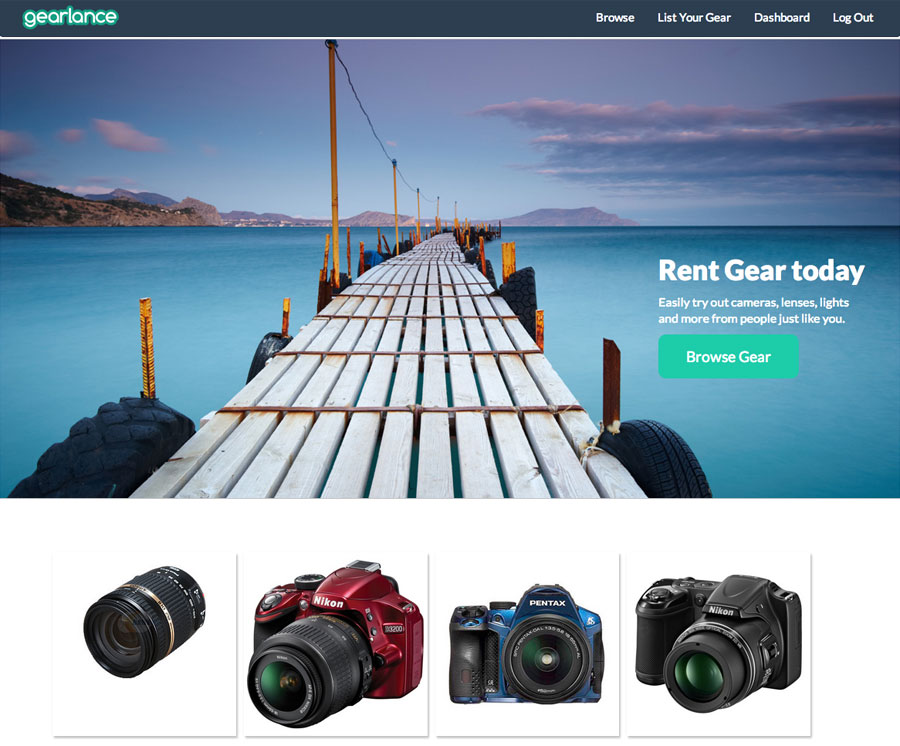 gearlance
Browse
List Your Gear
Dashboard
Log Out
Rent Gear today
Easily try out cameras, lenses, lights
and more from people just like you.
Browse Gear
Nikon
D3200
PENTAX
Nikon